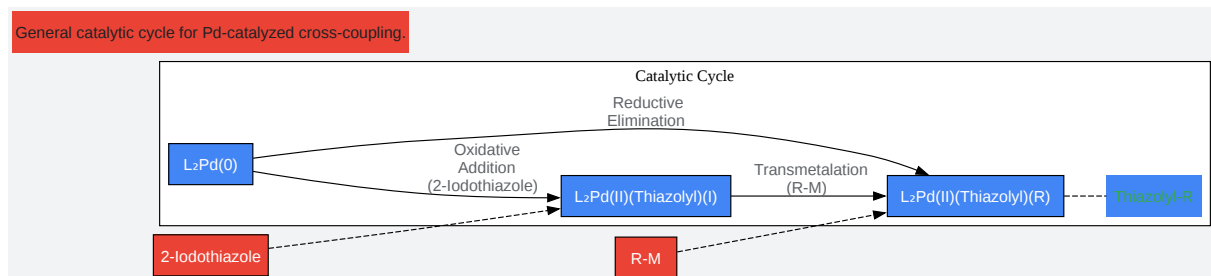 General catalytic cycle for Pd-catalyzed cross-coupling.
Catalytic Cycle
Reductive
Elimination
L₂Pd(0)
Oxidative
Addition
(2-Iodothiazole)
Transmetalation
(R-M)
L₂Pd(II)(Thiazolyl)(I)
L₂Pd(II)(Thiazolyl)(R)
Thiazolyl-R
2-Iodothiazole
R-M